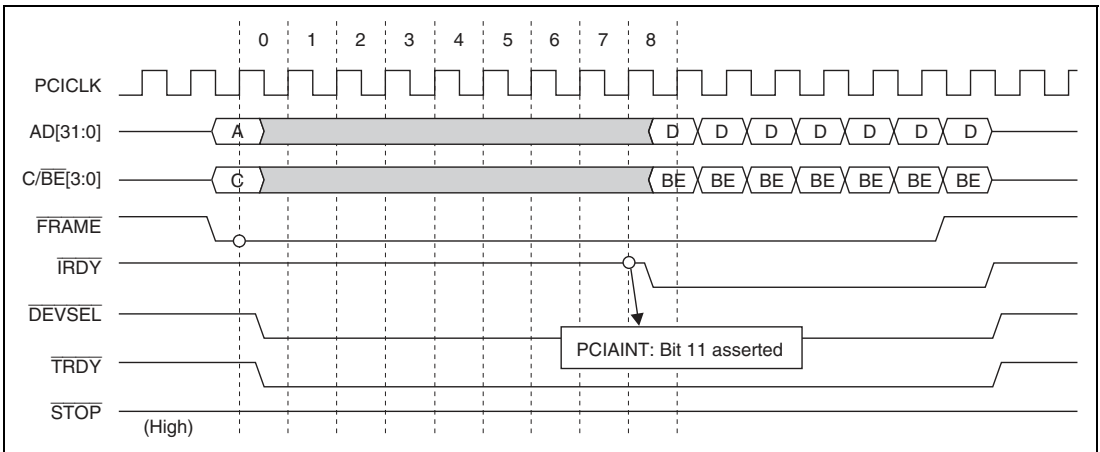 0 1 2 3 4 5 6 7 8
PCICLK
AD[31:0] A D D D D D D D
C/BE[3:0] C BE BE BE BE BE BE BE
FRAME
IRDY
DEVSEL
PCIAINT: Bit 11 asserted
TRDY
STOP
(High)